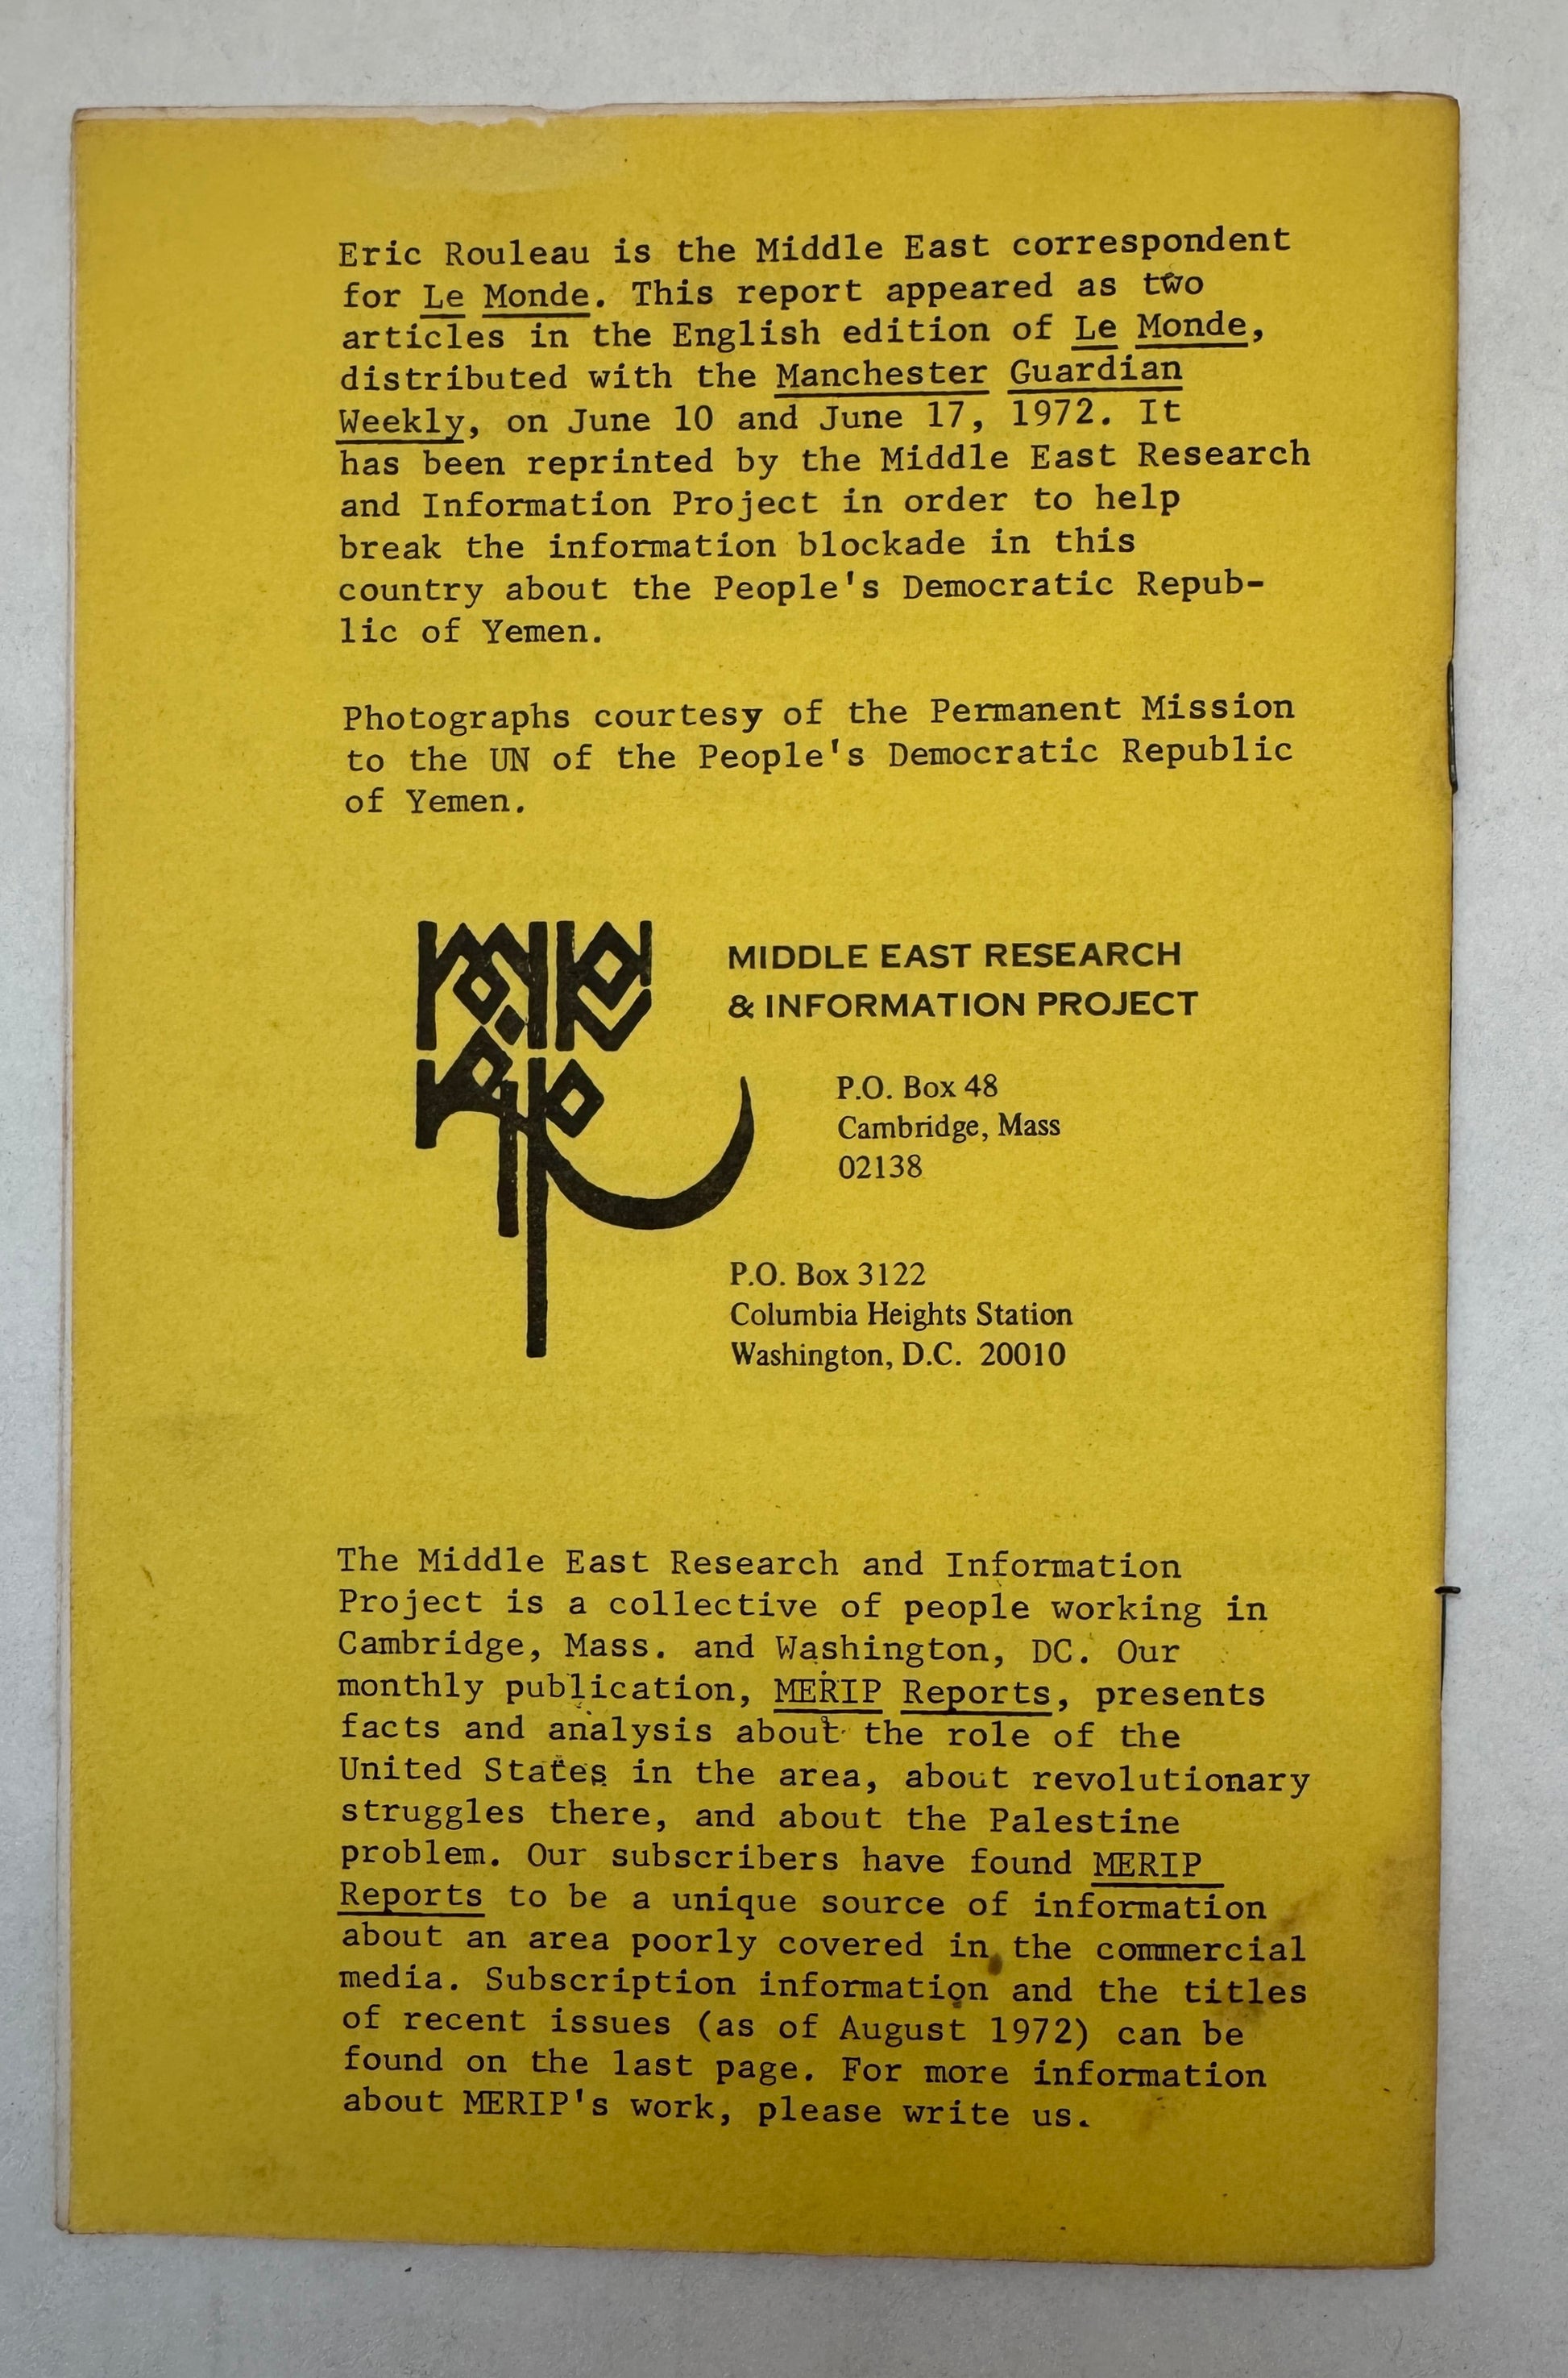 Eric Rouleau is the Middle East correspondent
for Le Monde. This report appeared as two
articles in the English edition of Le Monde,
distributed with the Manchester Guardian
Weekly, on June 10 and June 17, 1972. It
has been reprinted by the Middle East Research
and Information Project in order to help
break the information blockade in this
country about the People's Democratic Repub-
lic of Yemen.
Photographs courtesy of the Permanent Mission
to the UN of the People's Democratic Republic
of Yemen.
MIDDLE EAST RESEARCH
& INFORMATION PROJECT
P.O. Box 48
Cambridge, Mass
02138
P.O. Box 3122
Columbia Heights Station
Washington, D.C. 20010
The Middle East Research and Information
Project is a collective of people working in
Cambridge, Mass. and Washington, DC. Our
monthly publication, MERIP Reports, presents
facts and analysis about the role of the
United States in the area, about revolutionary
struggles there, and about the Palestine
problem. Our subscribers have found MERIP
Reports to be a unique source of information
about an area poorly covered in the commercial
media. Subscription information and the titles
of recent issues (as of August 1972) can be
found on the last page. For more information
about MERIP's work, please write us.